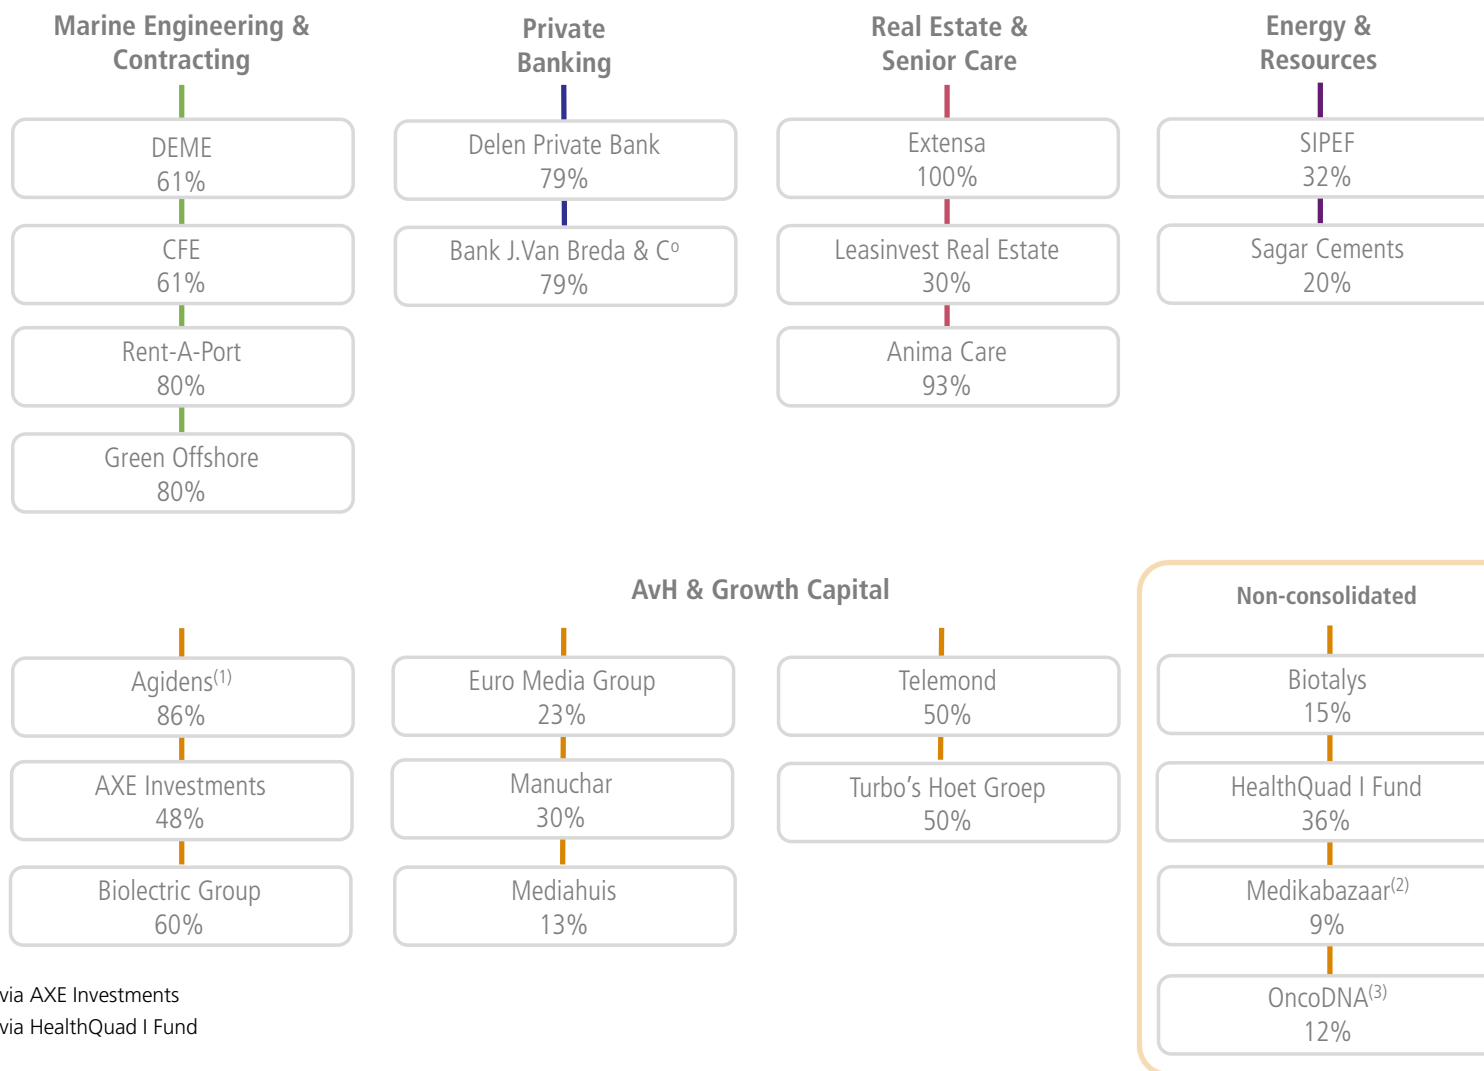 Marine Engineering &
Contracting
DEME
61%
CFE
61%
Rent-A-Port
80%
Green Offshore
80%
Private
Banking
Delen Private Bank
79%
Bank J.Van Breda & Cº
79%
Real Estate &
Senior Care
Extensa
100%
Leasinvest Real Estate
30%
Anima Care
93%
Energy &
Resources
SIPEF
32%
Sagar Cements
20%
AvH & Growth Capital
Agidens(1)
86%
AXE Investments
48%
Biolectric Group
60%
Euro Media Group
23%
Manuchar
30%
Mediahuis
13%
Telemond
50%
Turbo’s Hoet Groep
50%
Non-consolidated
Biotalys
15%
HealthQuad I Fund
36%
Medikabazaar(2)
9%
OncoDNA(3)
12%
via AXE Investments
via HealthQuad I Fund